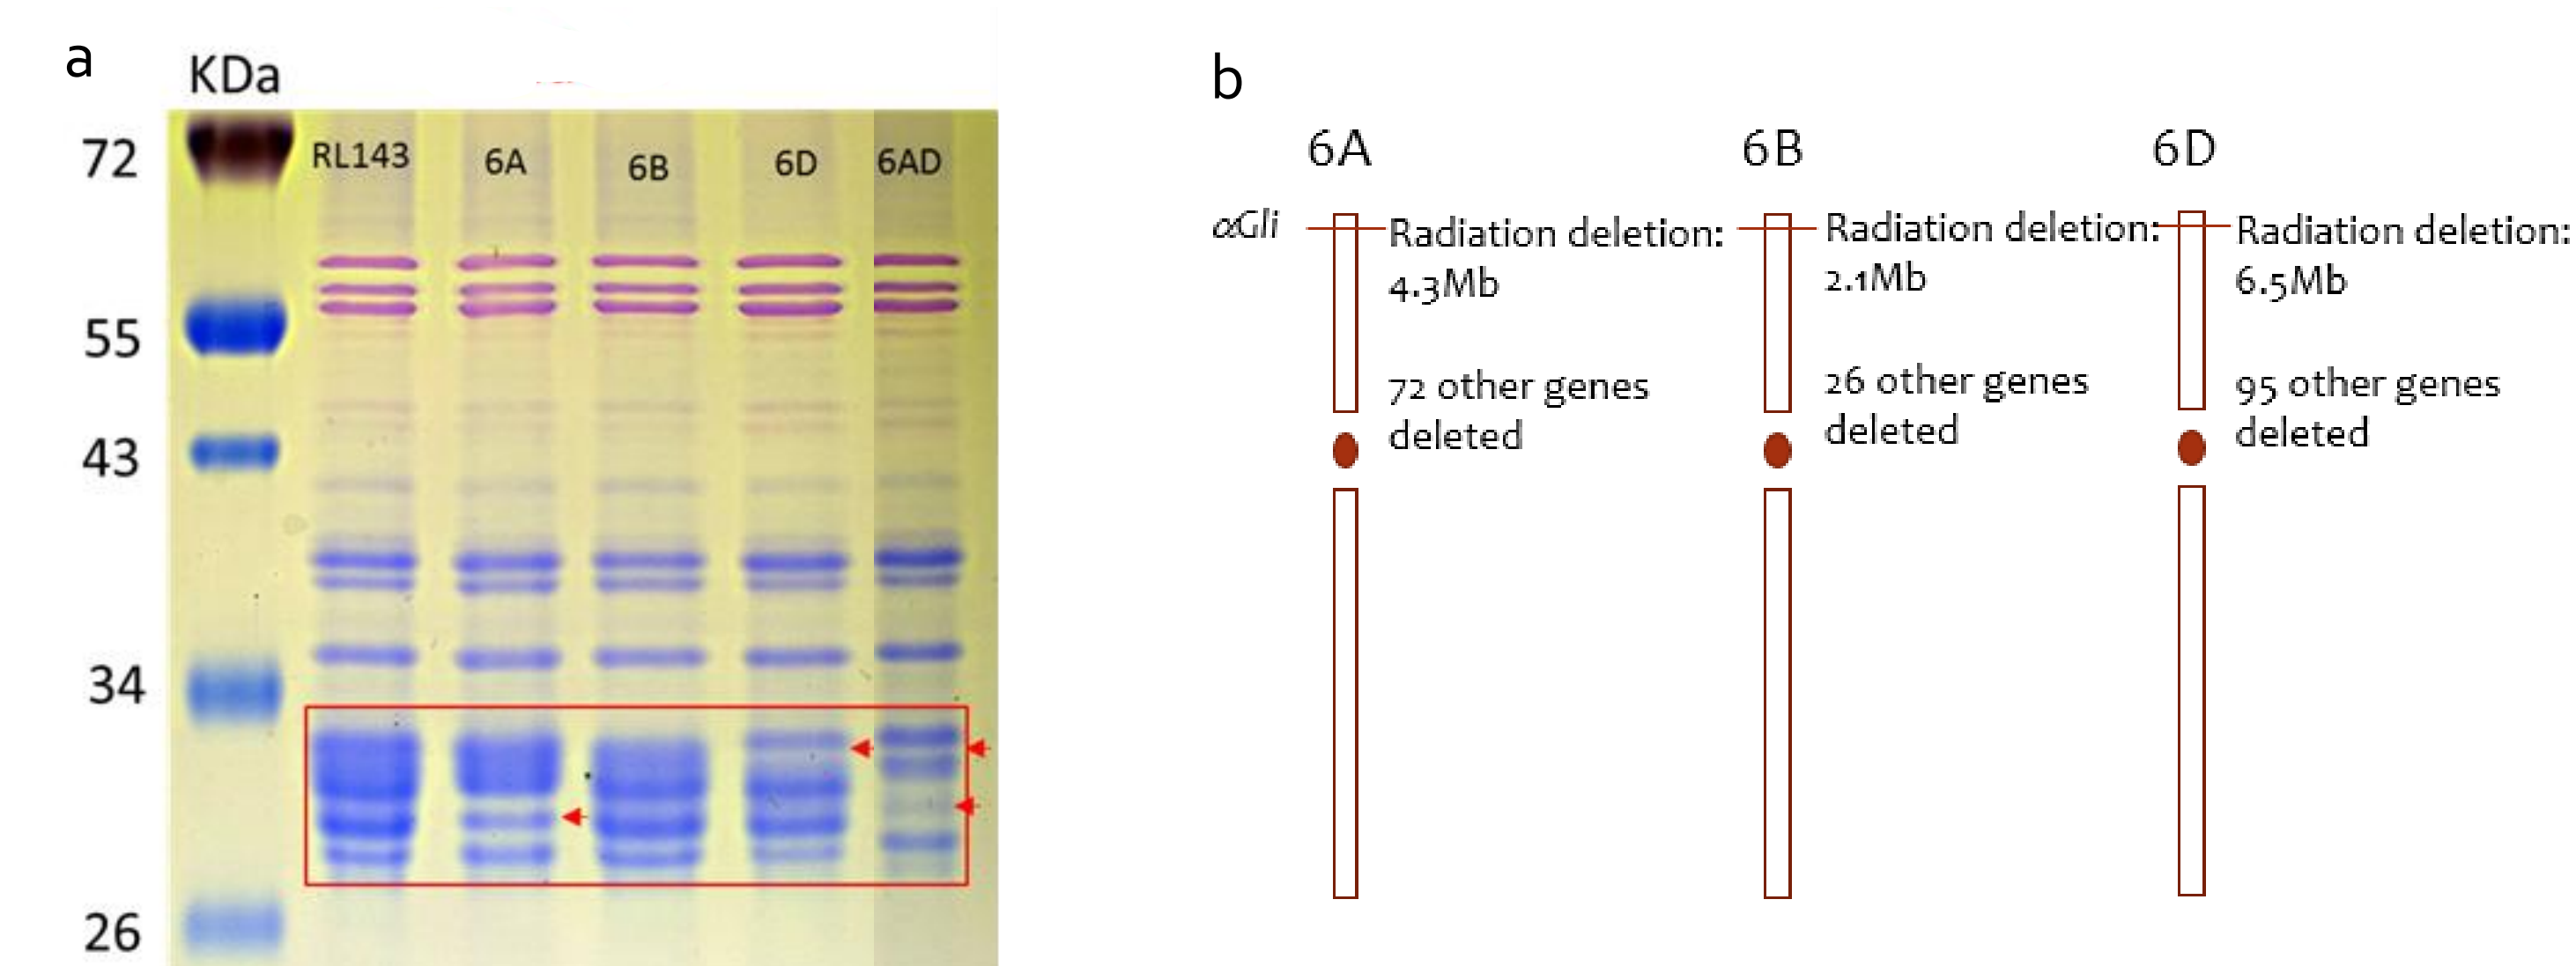 a
KDa
72
55
43
34
26
RL143 6A 6B 6D 6AD
b
6A 6B 6D
αGli
Radiation deletion:
4.3Mb
72 other genes
deleted
Radiation deletion:
2.1Mb
26 other genes
deleted
Radiation deletion:
6.5Mb
95 other genes
deleted